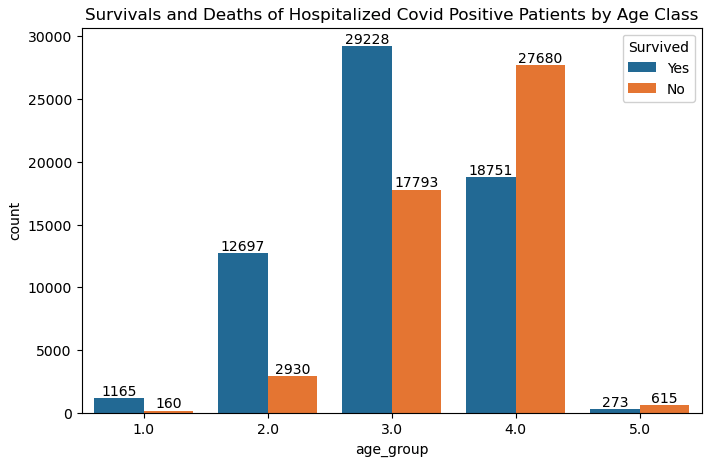 Survivals and Deaths of Hospitalized Covid Positive Patients by Age Class
30000
25000
20000
15000
10000
5000
0
count
1165
160
12697
2930
29228
17793
18751
27680
273
615
Survived
Yes
No
1.0 2.0 3.0 4.0 5.0
age_group